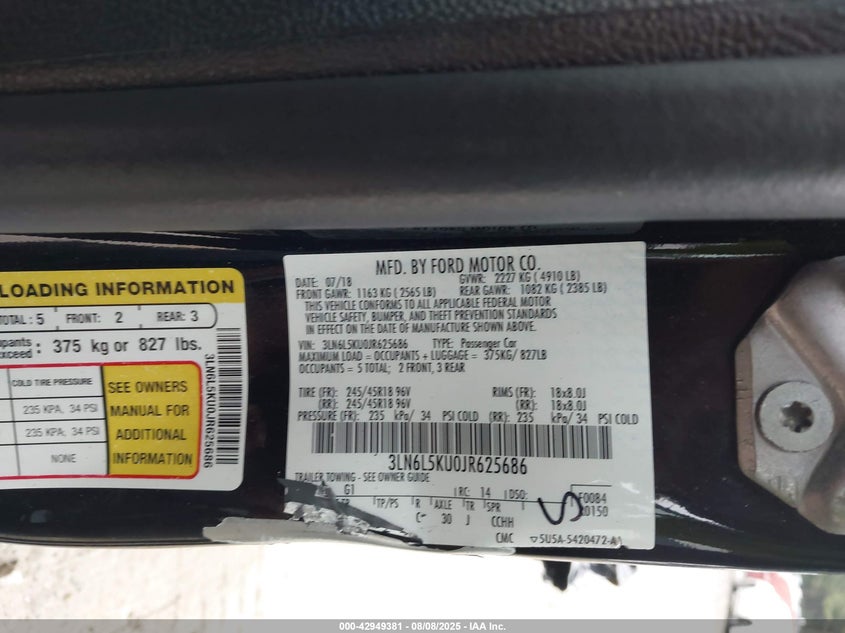 LOADING INFORMATION
TOTAL : 5 FRONT: 2 REAR: 3
375 kg or 827 lbs.
COLD TIRE PRESSURE
235 KPA, 34 PSI
235 KPA, 34 PSI
NONE
SEE OWNERS
MANUAL FOR
ADDITIONAL
INFORMATION
3LN6L5KU0JR625686
MFD. BY FORD MOTOR CO.
DATE: 07/18 GVWR: 2227 KG ( 4910 LB)
FRONT GAWR: 1163 KG ( 2565 LB) REAR GAWR: 1082 KG ( 2385 LB)
THIS VEHICLE CONFORMS TO ALL APPLICABLE FEDERAL MOTOR
VEHICLE SAFETY, BUMPER, AND THEFT PREVENTION STANDARDS
IN EFFECT ON THE DATE OF MANUFACTURE SHOWN ABOVE.
VIN: 3LN6L5KU0JR625686 TYPE: Passenger Car
MAXIMUM LOAD = OCCUPANTS + LUGGAGE = 375KG/ 827LB
OCCUPANTS = 5 TOTAL; 2 FRONT, 3 REAR
TIRE (FR): 245/45R18 96V RIMS (FR): 18x8.0J
(RR): 245/45R18 96V (RR): 18x8.0J
PRESSURE (FR): 235 kPa/ 34 PSI COLD (RR): 235 kPa/ 34 PSI COLD
3LN6L5KU0JR625686
TRAILER TOWING - SEE OWNER GUIDE
G1 RC: 14 DSO: F0084
TP/PS R AXLE TR SPR 0150
30 J CCHH
CMC 5U5A-5420472-A
000-42949381 - 08/08/2025 - IAA Inc.